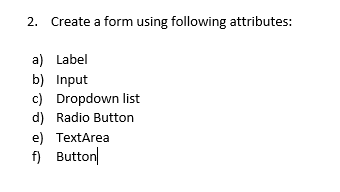 2. Create a form using following attributes:
a) Label
b) Input
c) Dropdown list
d) Radio Button
e) TextArea
f) Button